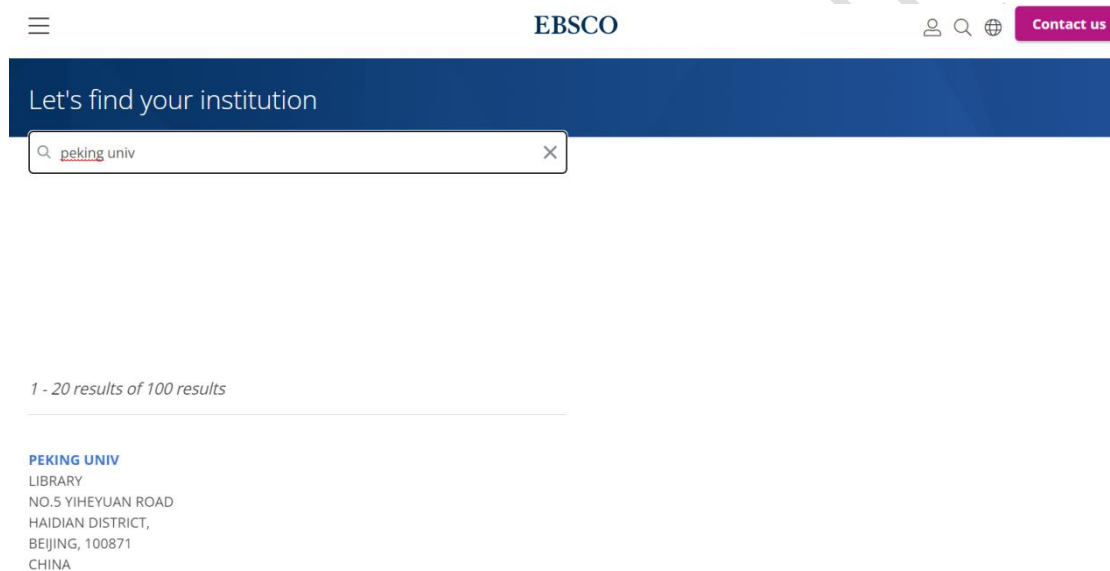 EBSCO
Contact us
Let's find your institution
peking univ
1 - 20 results of 100 results
PEKING UNIV
LIBRARY
NO.5 YIHEYUAN ROAD
HAIDIAN DISTRICT,
BEIJING, 100871
CHINA